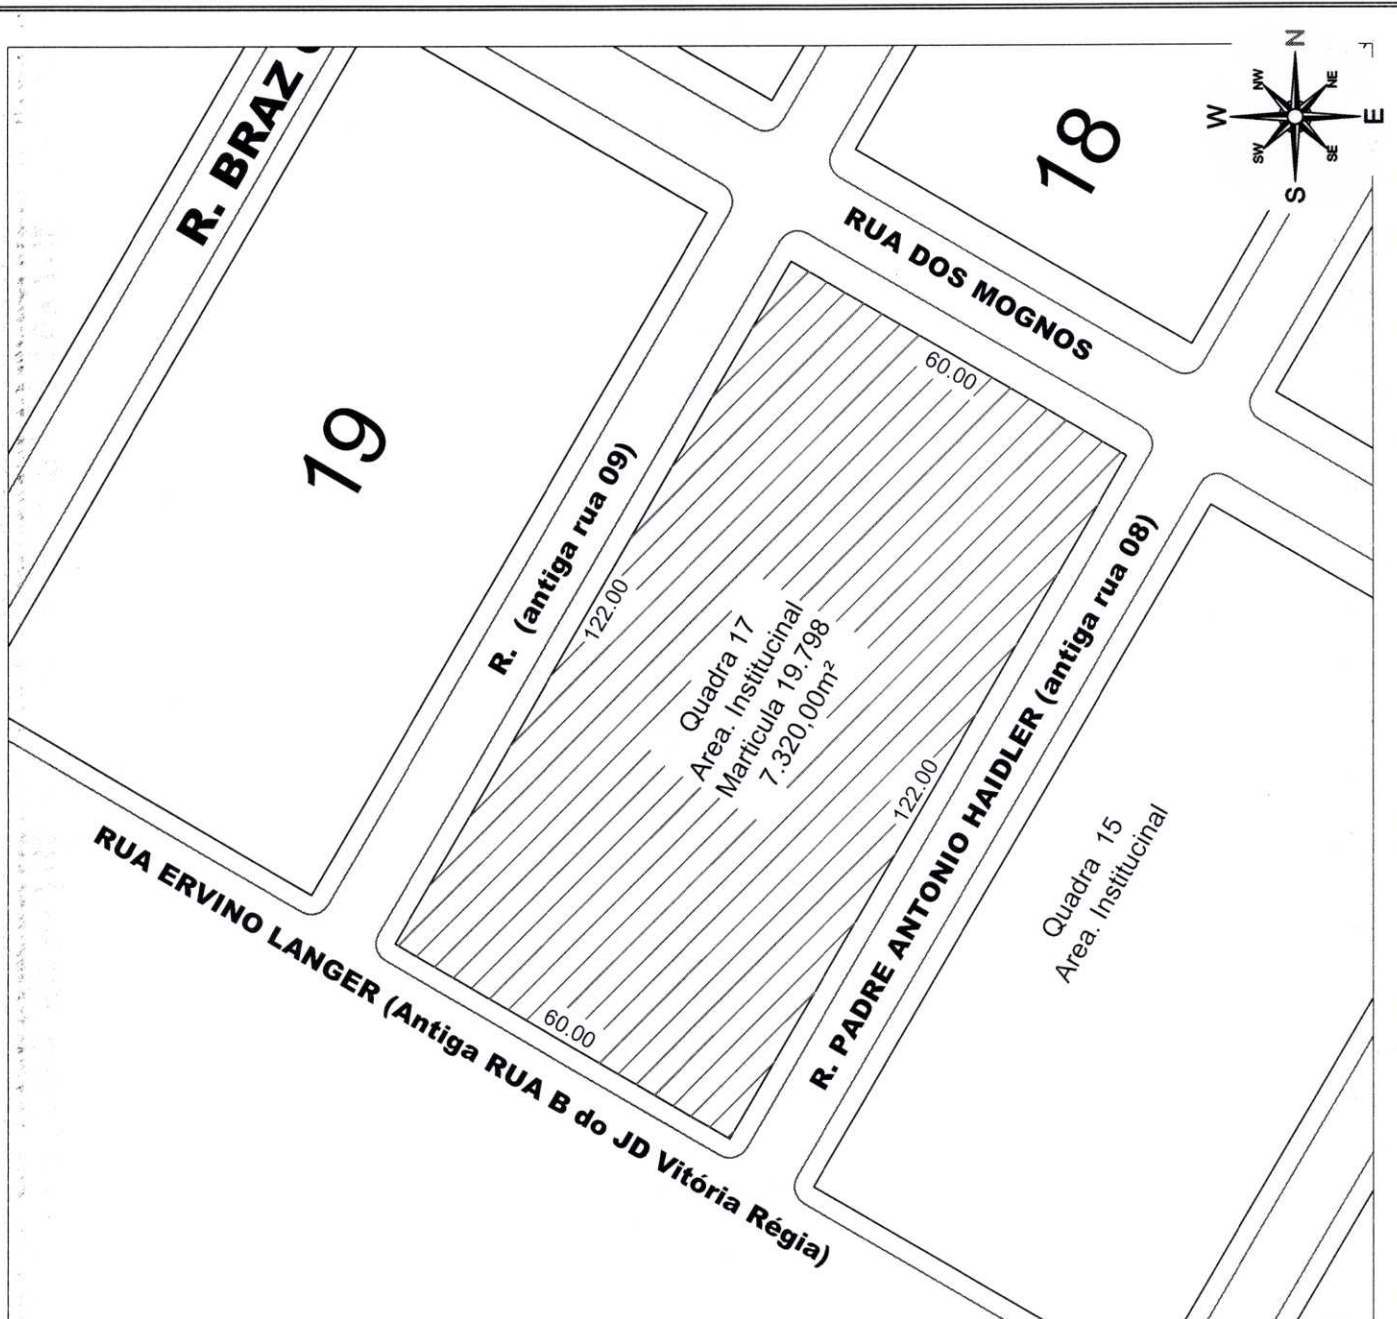 R. BRAZ
18
N
NW
NE
W
E
SW
SE
S
RUA DOS MOGNOS
60.00
19
R. (antiga rua 09)
122.00
Quadra 17
Area. Institucinal
Marticula 19.798
7.320,00m²
122.00
R. PADRE ANTONIO HAIDLER (antiga rua 08)
Quadra 15
Area. Institucinal
60.00
RUA ERVINO LANGER (Antiga RUA B do JD Vitória Régia)